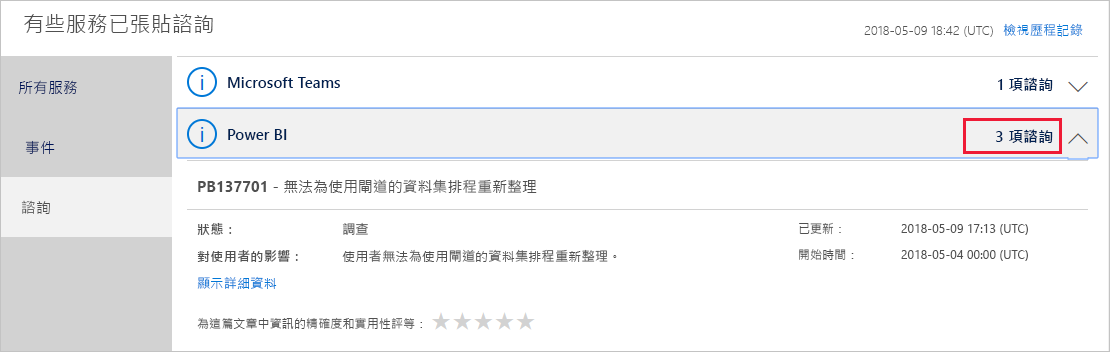 有些服務已張貼諮詢
2018-05-09 18:42 (UTC) 檢視歷程記錄
所有服務
事件
諮詢
Microsoft Teams 1 項諮詢
Power BI 3 項諮詢
PB137701 - 無法為使用閘道的資料集排程重新整理
狀態： 調查 已更新： 2018-05-09 17:13 (UTC)
對使用者的影響： 使用者無法為使用閘道的資料集排程重新整理。 開始時間： 2018-05-04 00:00 (UTC)
顯示詳細資料
為這篇文章中資訊的精確度和實用性評等：